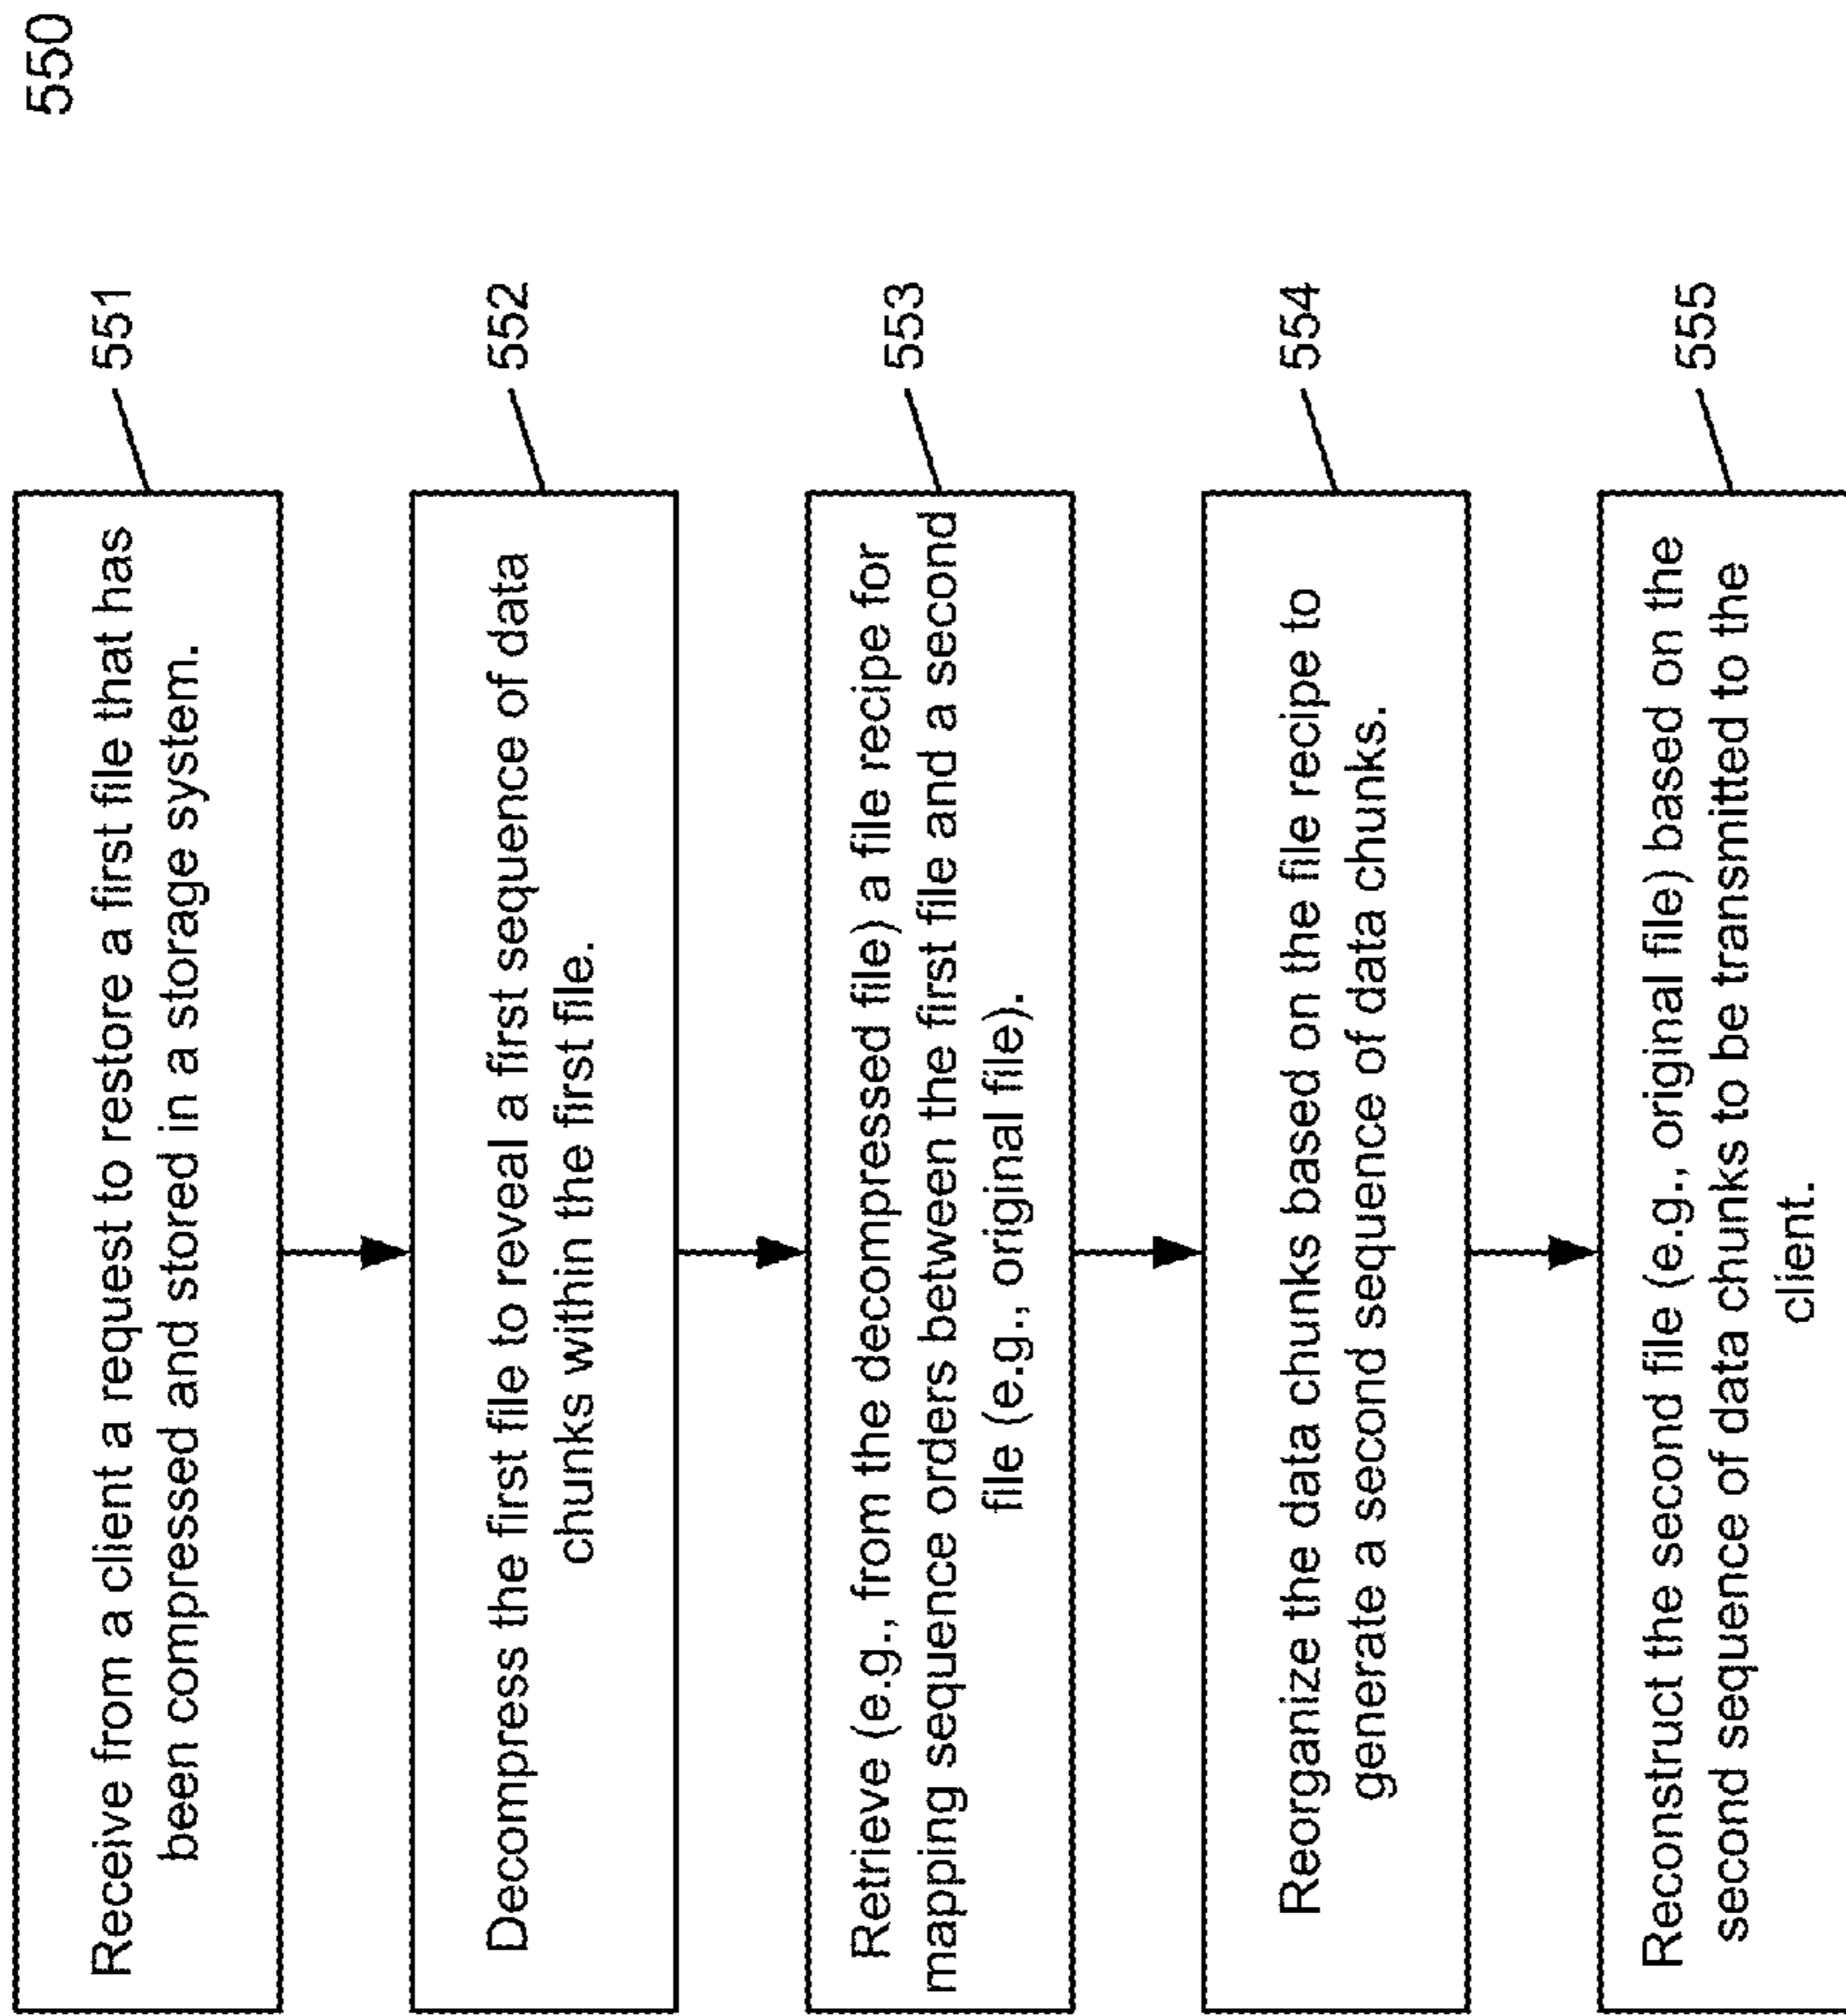 550
Receive from a client a request to restore a first file that has
been compressed and stored in a storage system.
551
Decompress the first file to reveal a first sequence of data
chunks within the first file.
552
Retrieve (e.g., from the decompressed file) a file recipe for
mapping sequence orders between the first file and a second
file (e.g., original file).
553
Reorganize the data chunks based on the file recipe to
generate a second sequence of data chunks.
554
Reconstruct the second file (e.g., original file) based on the
second sequence of data chunks to be transmitted to the
client.
555